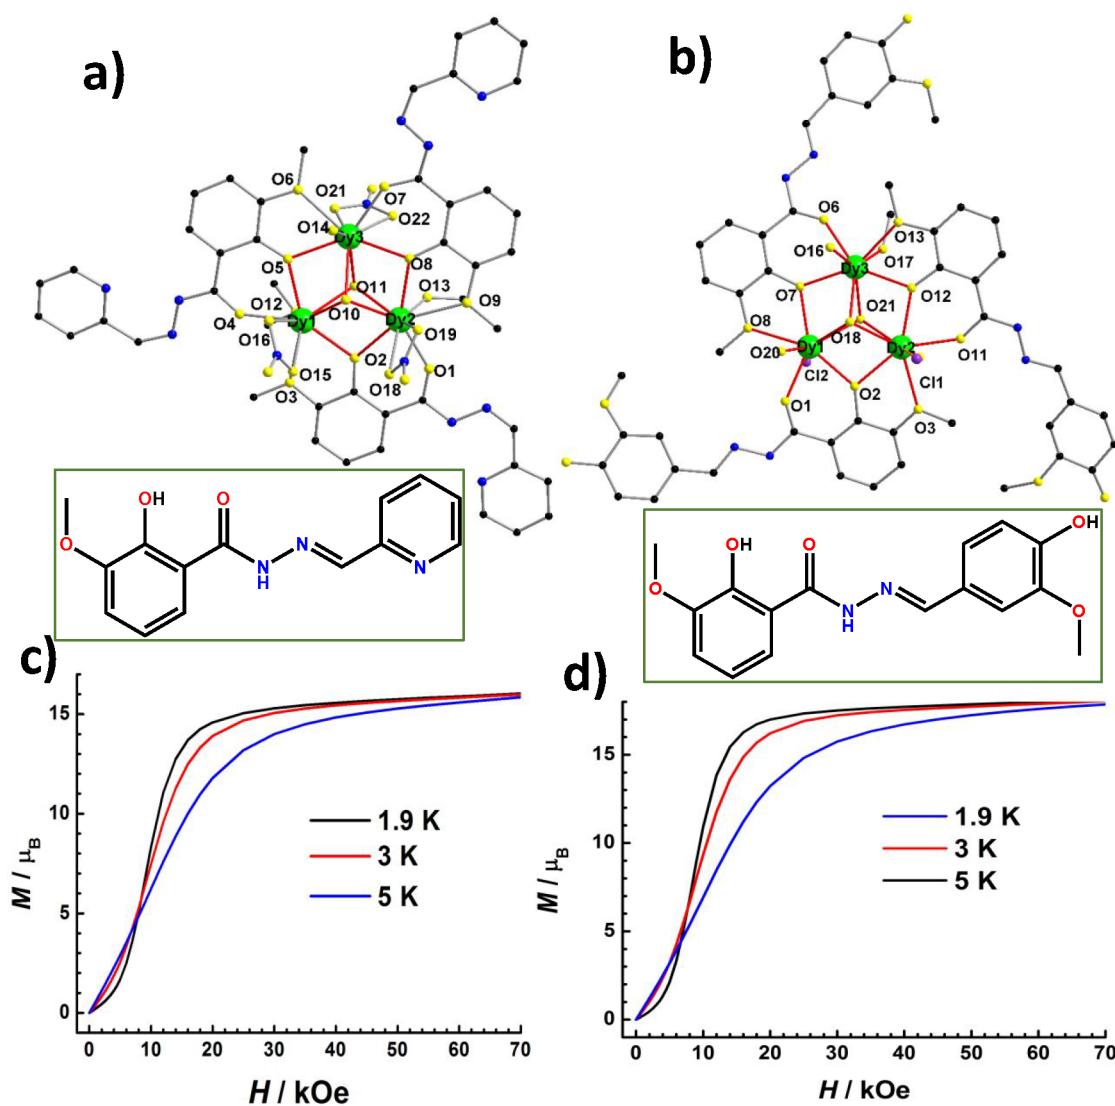 a)
b)
O6
O21
O7
O22
O14
Dy3
O5
O8
O11
O13
O12
O10
O9
O4
Dy1
Dy2
O16
O19
O2
O15
O18
O1
O3
O6
O13
O16
O17
Dy3
O7
O21
O12
O8
O18
O11
O20
Dy1
Dy2
Cl2
Cl1
O1
O2
O3
OH
O
O
N
N
H
N
OH
O
O
N
N
H
OH
O
c)
d)
M / μB
15
10
5
0
1.9 K
3 K
5 K
0 10 20 30 40 50 60 70
H / kOe
M / μB
15
10
5
0
1.9 K
3 K
5 K
0 10 20 30 40 50 60 70
H / kOe